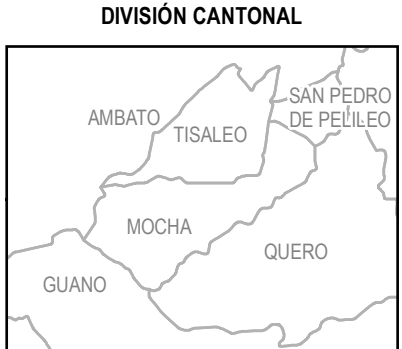 DIVISIÓN CANTONAL
SAN PEDRO
DE PELILEO
AMBATO
TISALEO
MOCHA
QUERO
GUANO